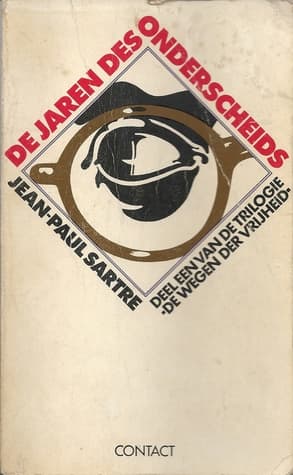 DE JAREN DES
ONDERSCHEIDS
JEAN-PAUL SARTRE
DEEL EEN VAN DE TRILOGIE
•DE WEGEN DER VRIJHEID•
CONTACT